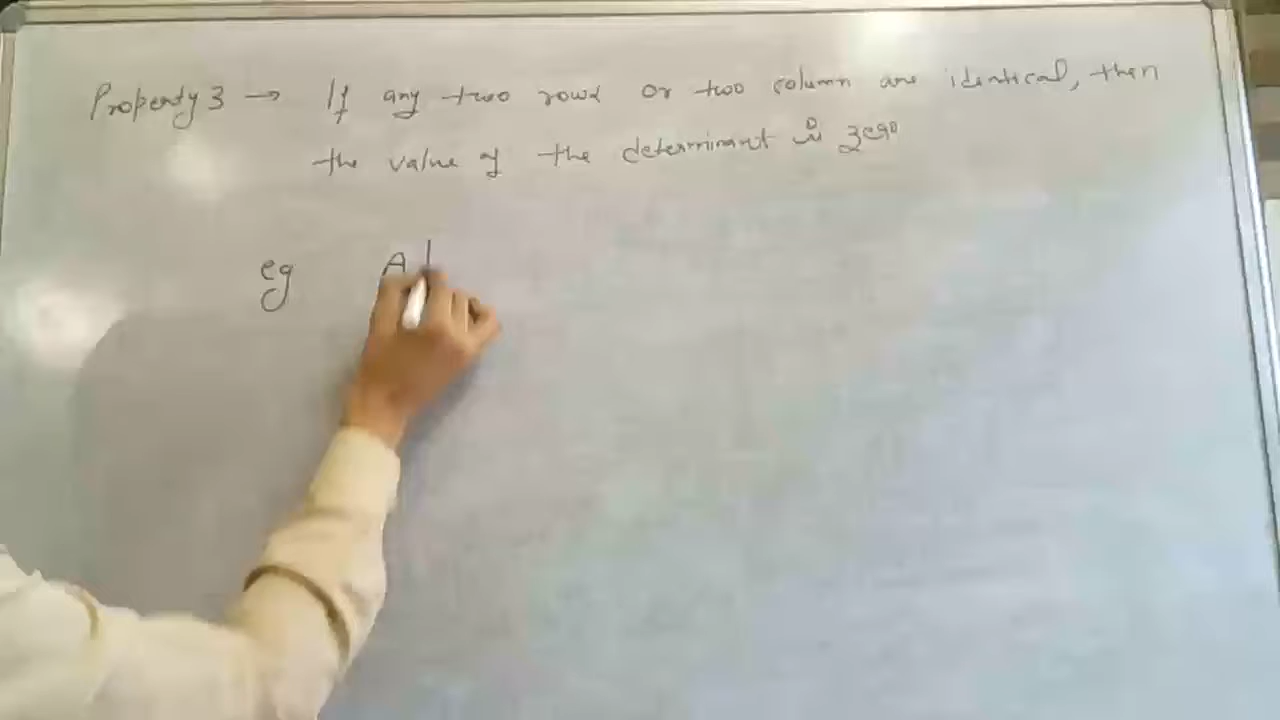 Property 3 → If any two rows or two column are identical, then
the value of the determinant is zero
eg A |